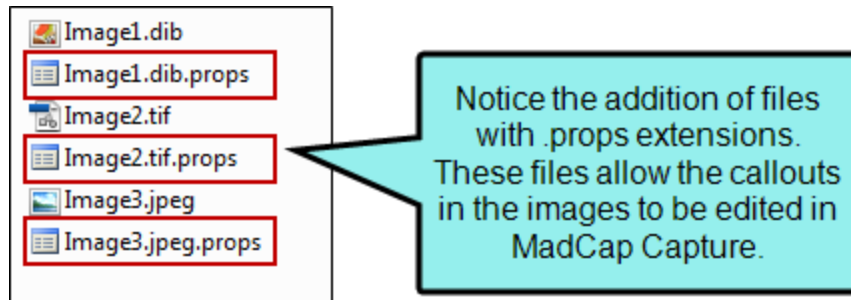 Image1.dib
Image1.dib.props
Image2.tif
Image2.tif.props
Image3.jpeg
Image3.jpeg.props
Notice the addition of files
with .props extensions.
These files allow the callouts
in the images to be edited in
MadCap Capture.